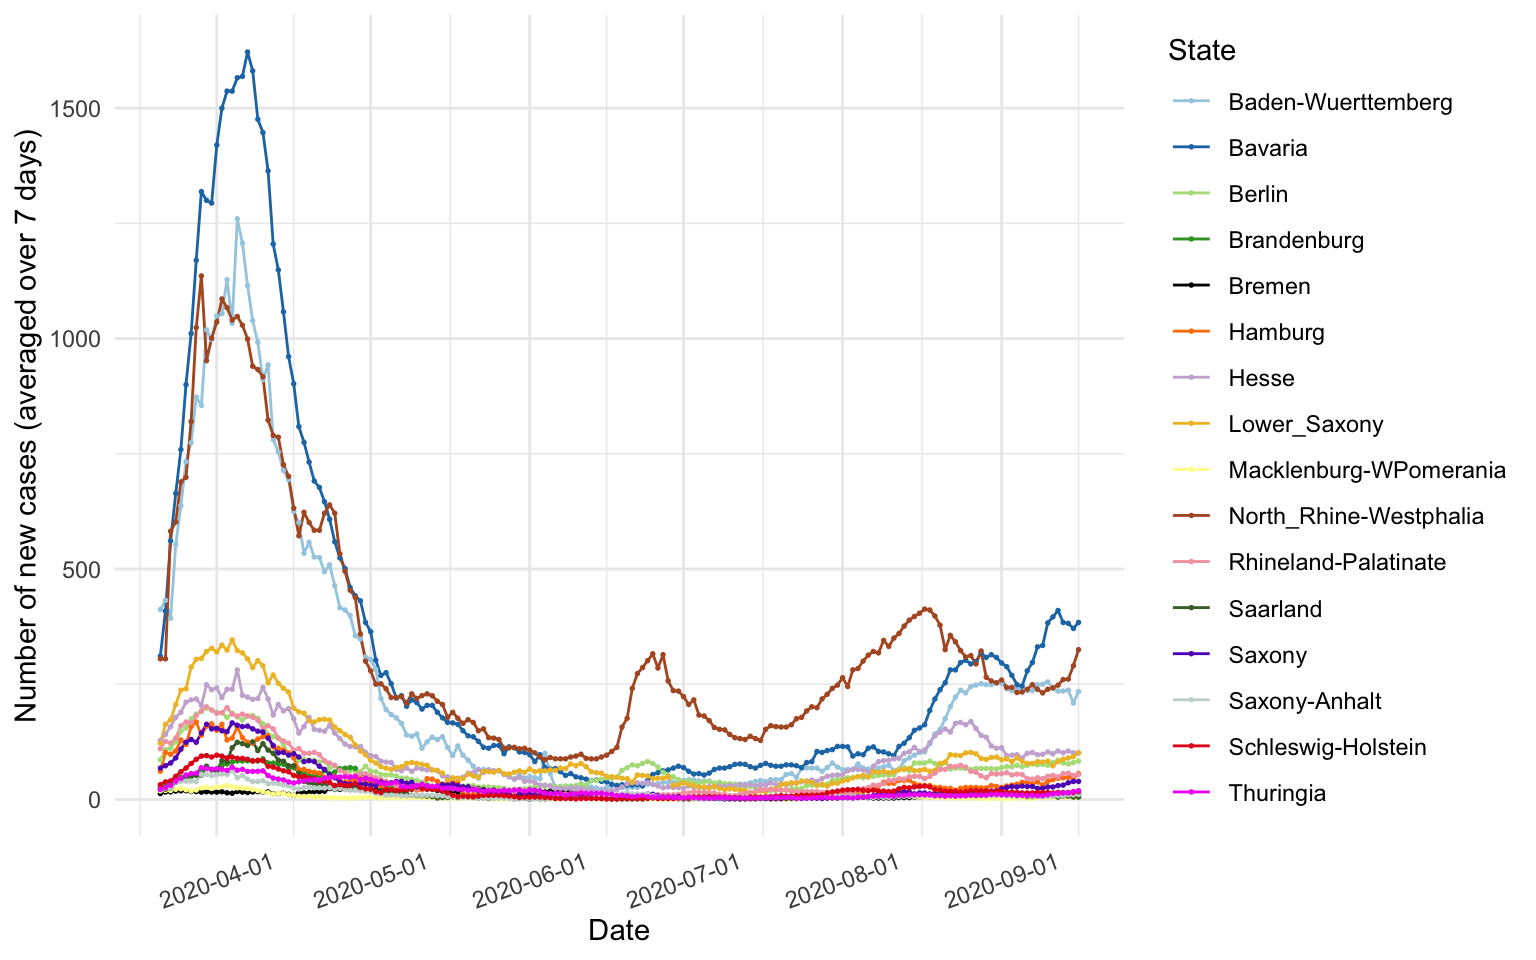 Number of new cases (averaged over 7 days)
1500
1000
500
0
2020-04-01
2020-05-01
2020-06-01
2020-07-01
2020-08-01
2020-09-01
Date
State
Baden-Wuerttemberg
Bavaria
Berlin
Brandenburg
Bremen
Hamburg
Hesse
Lower_Saxony
Macklenburg-WPomerania
North_Rhine-Westphalia
Rhineland-Palatinate
Saarland
Saxony
Saxony-Anhalt
Schleswig-Holstein
Thuringia